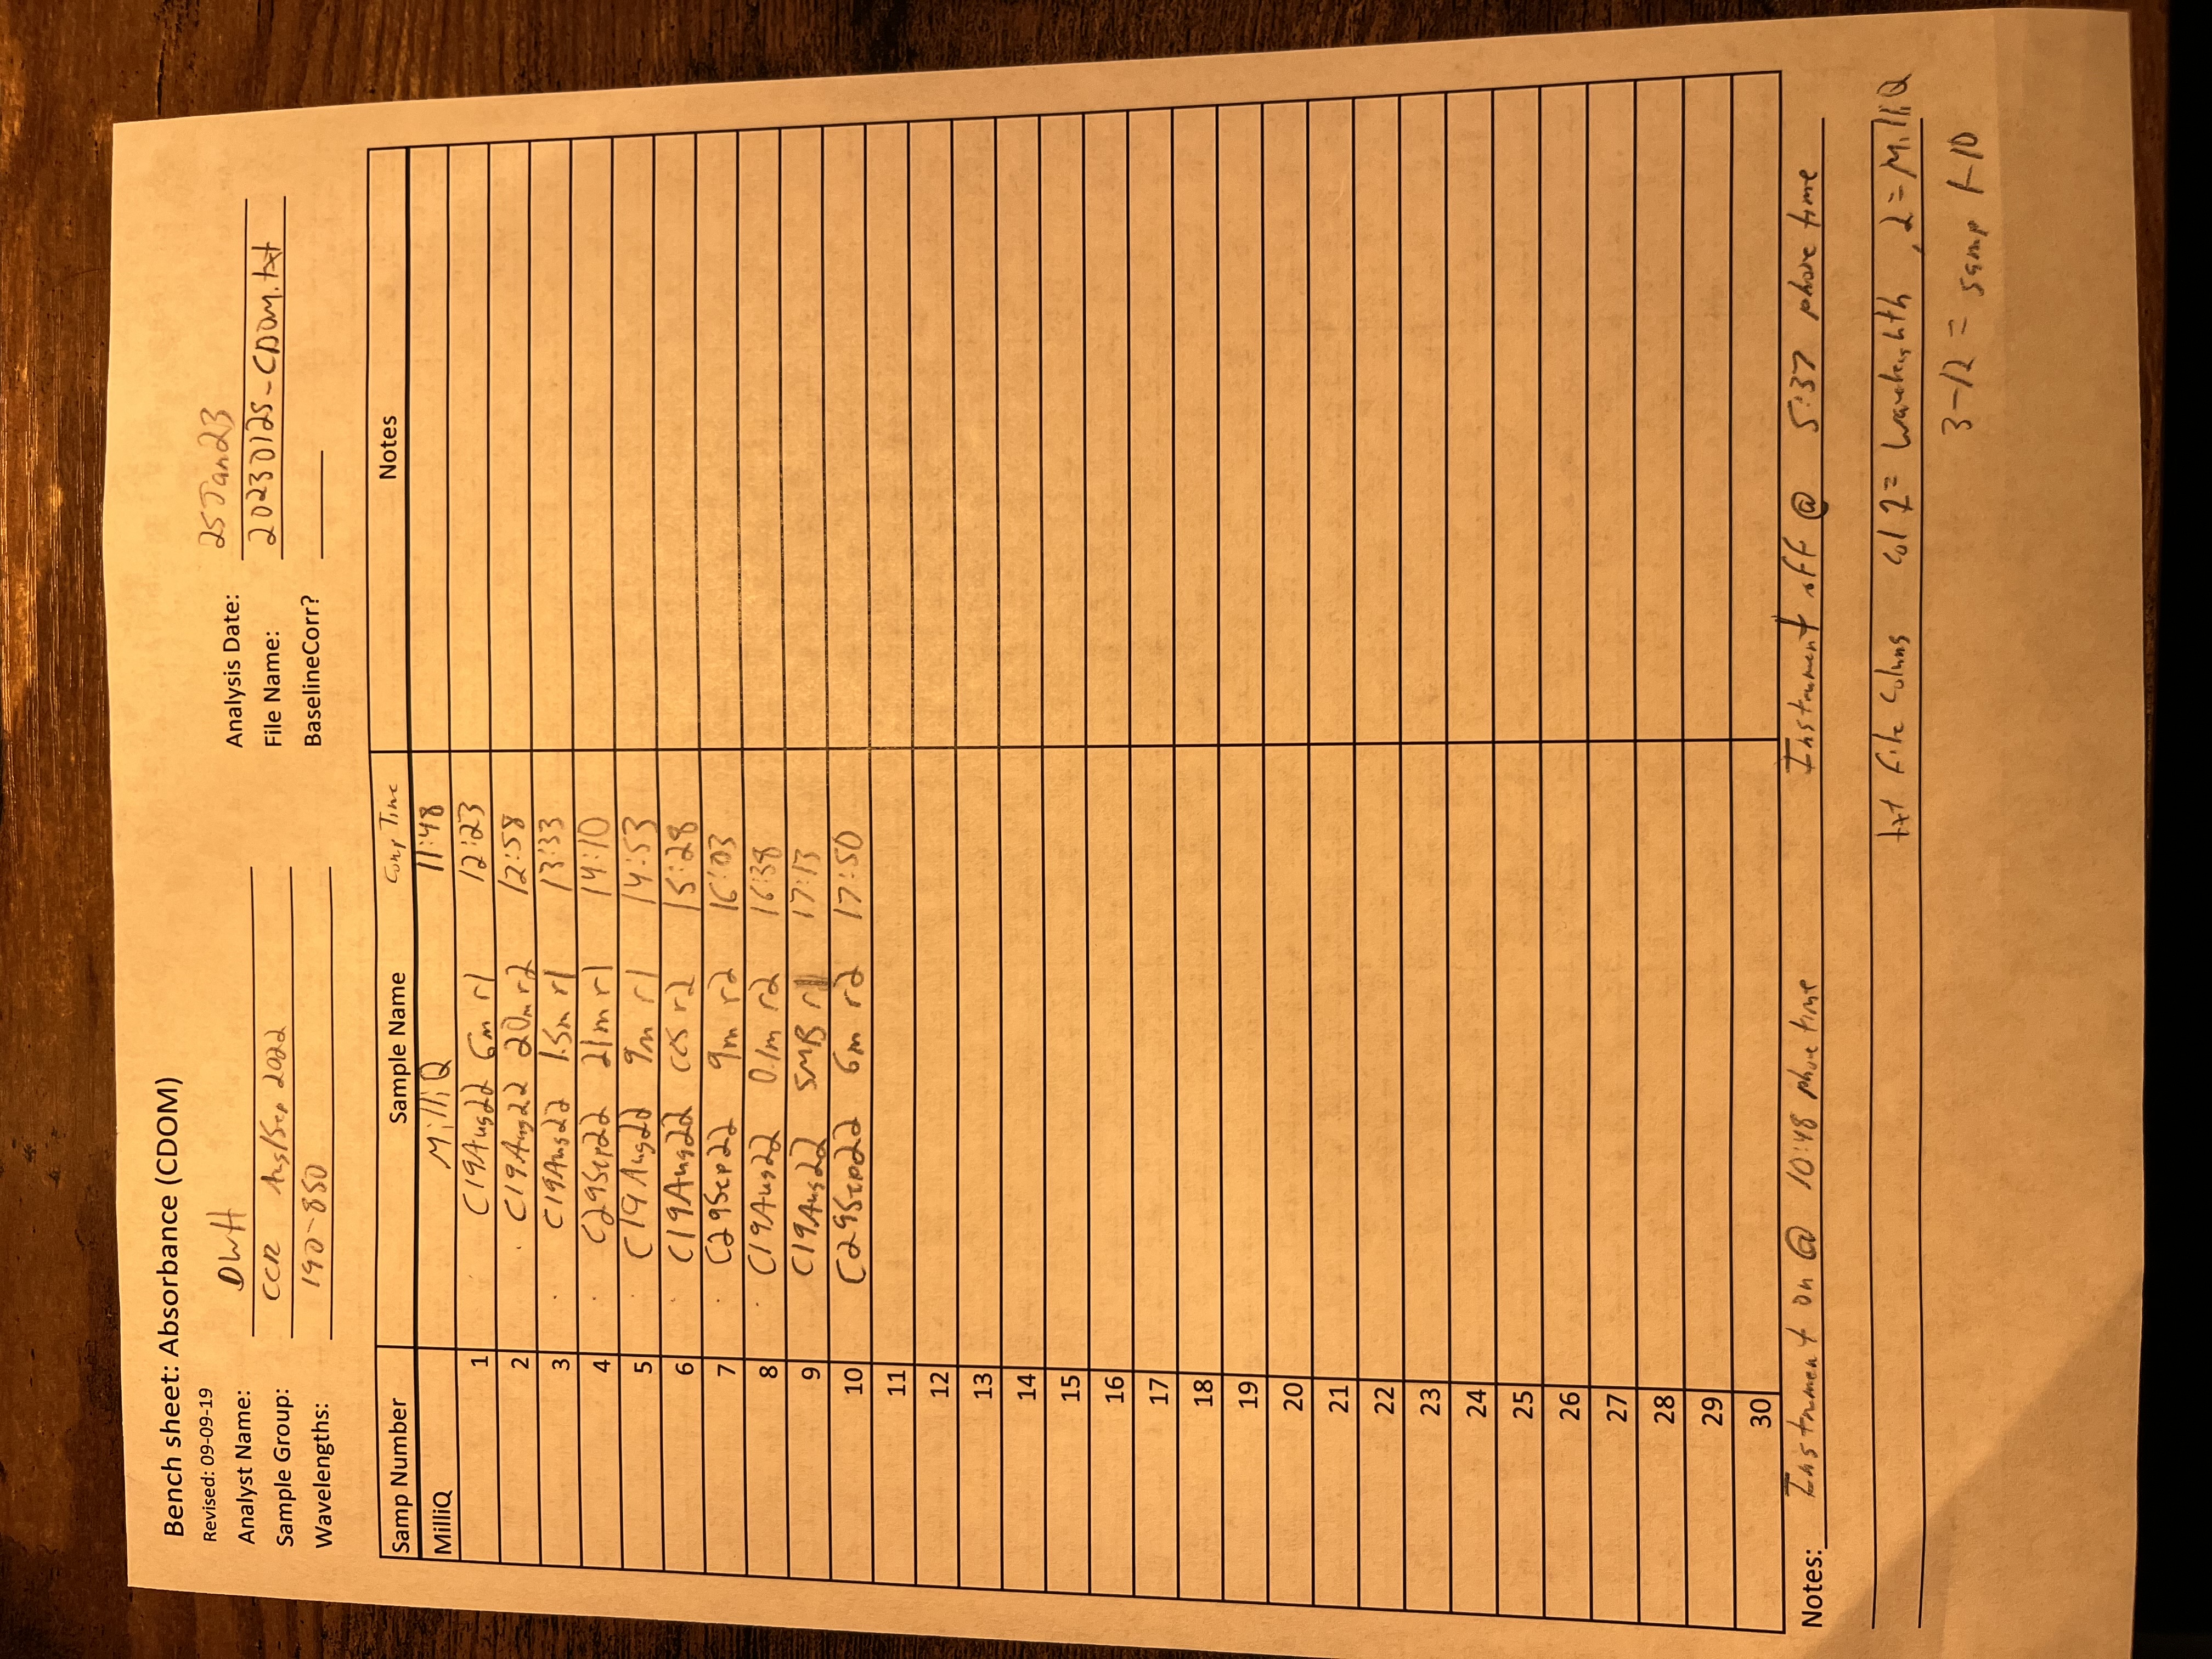 Bench sheet: Absorbance (CDOM)
Revised: 09-09-19
Analyst Name: DWH
Analysis Date: 25Jan23
Sample Group: CCR Aug/Sep 2022
File Name: 20230125_CDOM.txt
Wavelengths: 190-850
BaselineCorr?
Samp Number Sample Name Comp Time Notes
MilliQ MilliQ 11:48
1 C19Aug22 6m r1 12:23
2 C19Aug22 20m r2 12:58
3 C19Aug22 1.5m r1 13:33
4 C29Sep22 21m r1 14:10
5 C19Aug22 9m r1 14:53
6 C19Aug22 ccs r2 15:28
7 C29Sep22 9m r2 16:03
8 C19Aug22 0.1m r2 16:38
9 C19Aug22 SMB r1 17:13
10 C29Sep22 6m r2 17:50
11
12
13
14
15
16
17
18
19
20
21
22
23
24
25
26
27
28
29
30
Notes: Instrument on @ 10:48 phone time Instrument off @ 5:37 phone time
txt file colums col 1 = wavelength , 2 = MilliQ
3-12 = samp 1-10